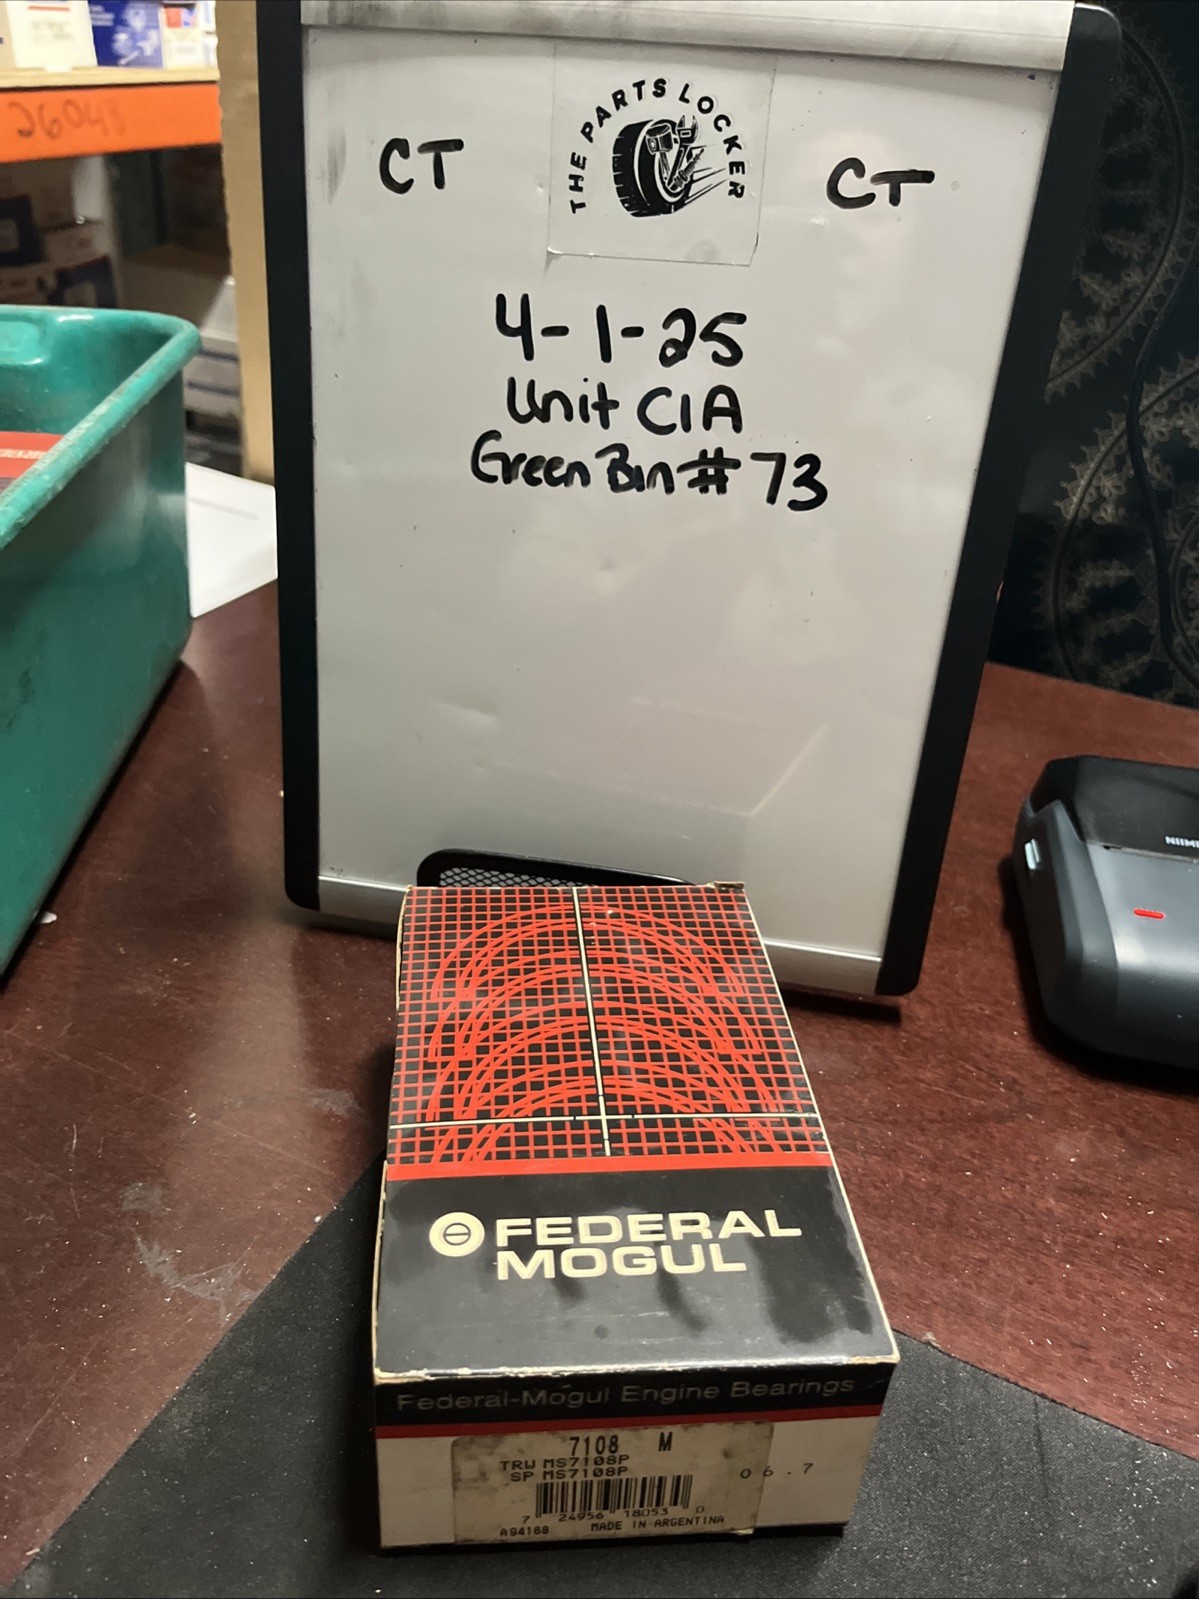 26048
THE PARTS LOCKER
CT
CT
4-1-25
Unit C1A
Green Bin # 73
FEDERAL
MOGUL
Federal-Mogul Engine Bearings
7108 M
TRW MS7108P
SP MS7108P
06.7
7 24956 18053 0
A94168 MADE IN ARGENTINA